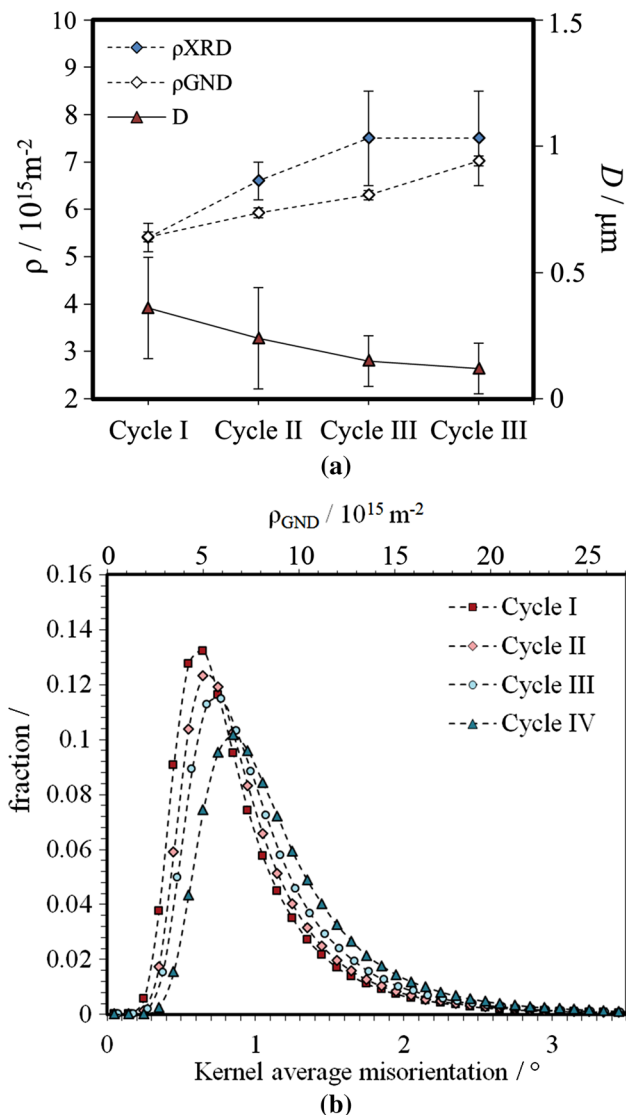 10
9
8
7
6
5
4
3
2
ρ / 10¹⁵m⁻²
ρXRD
ρGND
D
1.5
1
0.5
0
D / μm
Cycle I Cycle II Cycle III Cycle III
(a)
ρGND / 10¹⁵ m⁻²
0 5 10 15 20 25
0.16
0.14
0.12
0.1
0.08
0.06
0.04
0.02
0
fraction /
Cycle I
Cycle II
Cycle III
Cycle IV
0 1 2 3
Kernel average misorientation / °
(b)